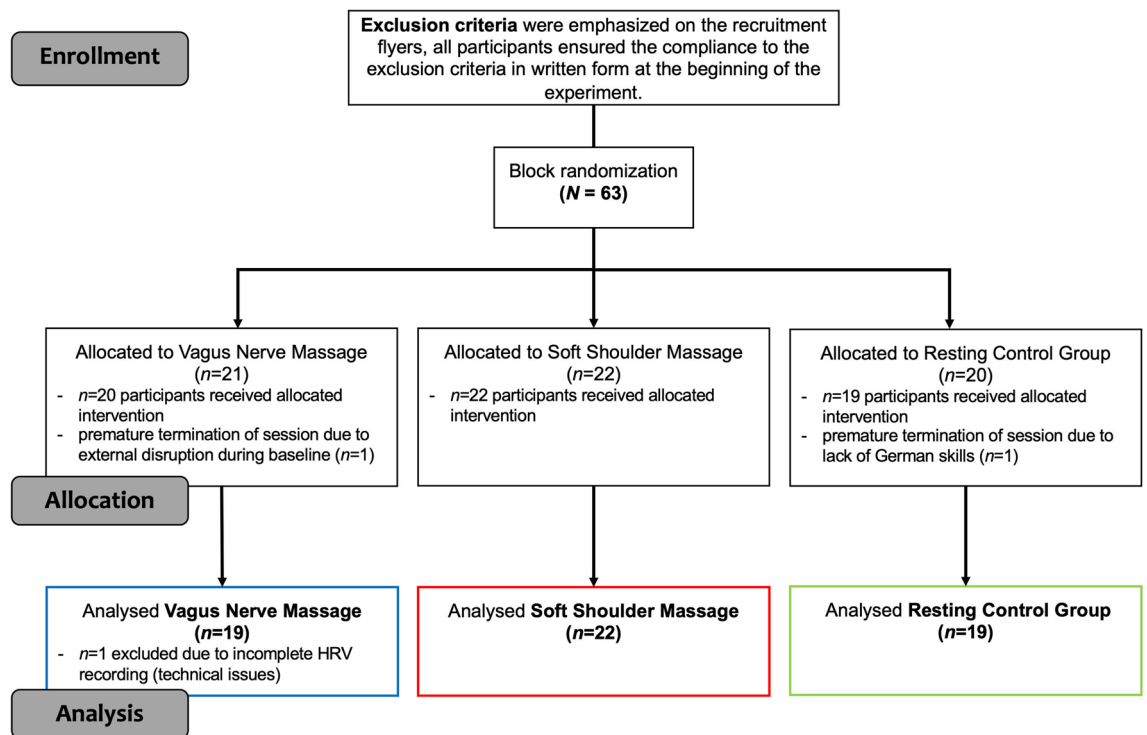 Enrollment
Exclusion criteria were emphasized on the recruitment
flyers, all participants ensured the compliance to the
exclusion criteria in written form at the beginning of the
experiment.
Block randomization
(N = 63)
Allocated to Vagus Nerve Massage
(n=21)
- n=20 participants received allocated
intervention
- premature termination of session due to
external disruption during baseline (n=1)
Allocated to Soft Shoulder Massage
(n=22)
- n=22 participants received allocated
intervention
Allocated to Resting Control Group
(n=20)
- n=19 participants received allocated
intervention
- premature termination of session due to
lack of German skills (n=1)
Allocation
Analysed Vagus Nerve Massage
(n=19)
- n=1 excluded due to incomplete HRV
recording (technical issues)
Analysed Soft Shoulder Massage
(n=22)
Analysed Resting Control Group
(n=19)
Analysis